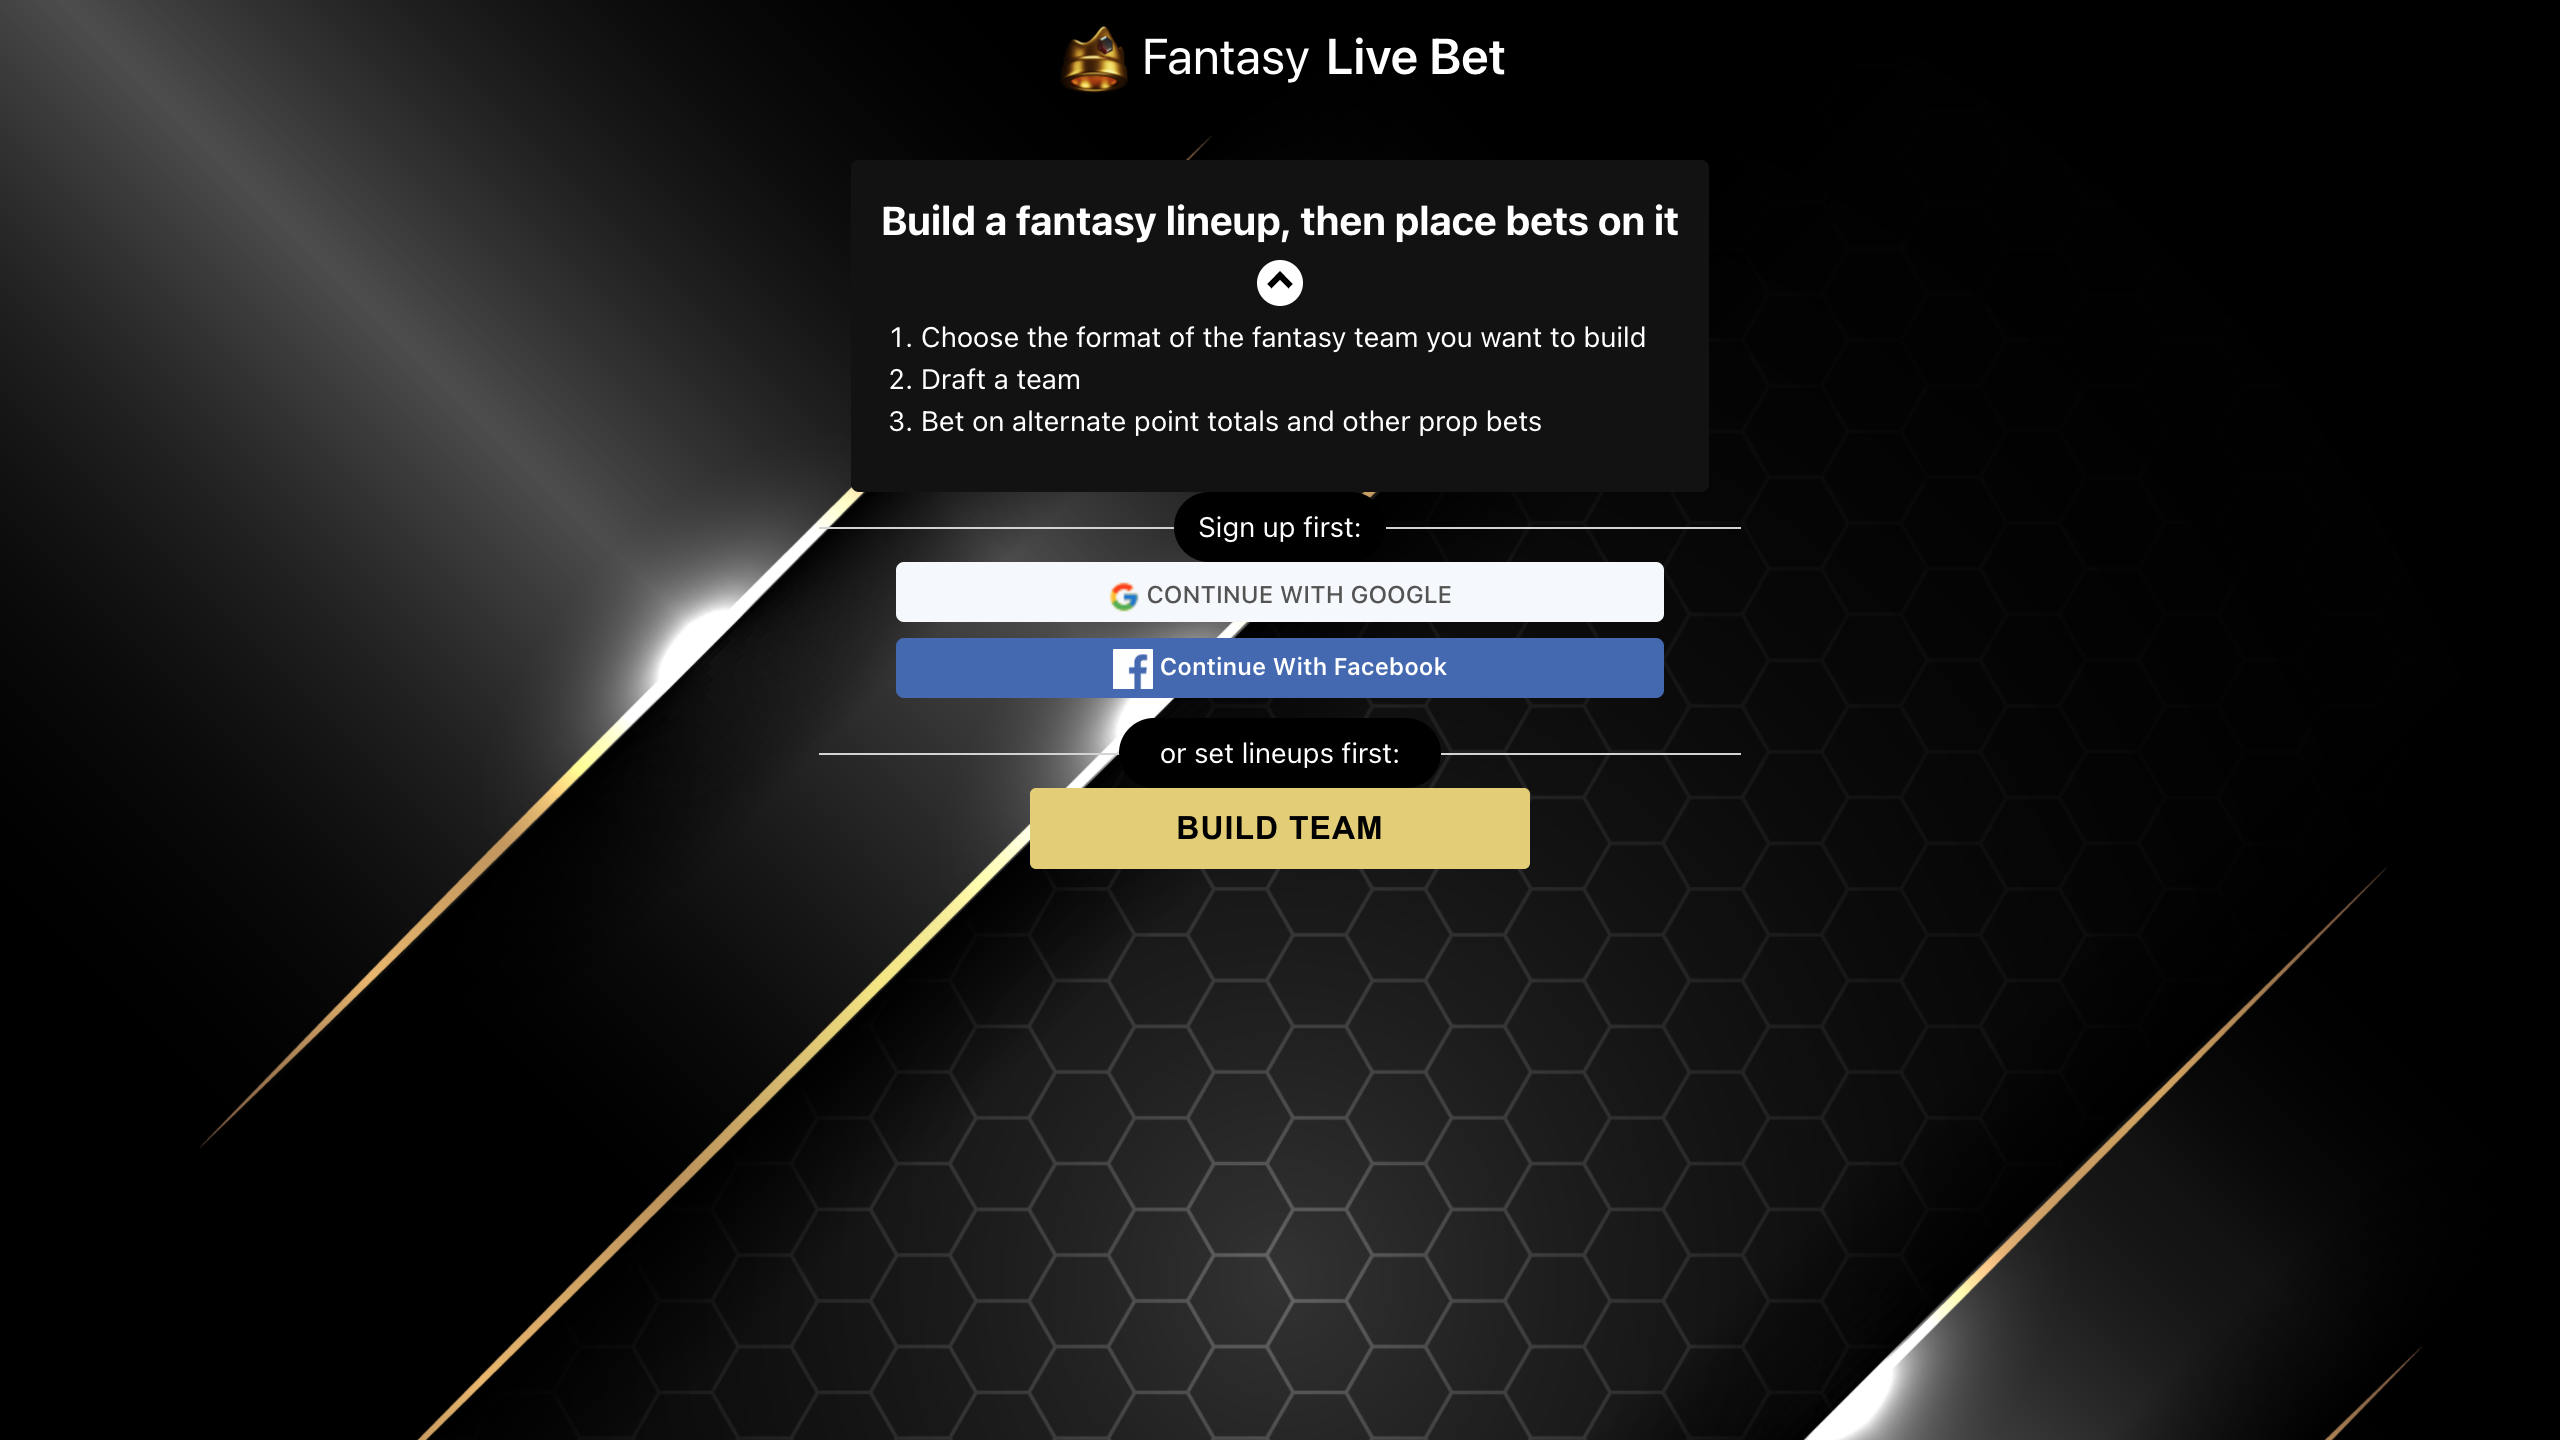 Fantasy Live Bet
Build a fantasy lineup, then place bets on it
1. Choose the format of the fantasy team you want to build
2. Draft a team
3. Bet on alternate point totals and other prop bets
Sign up first:
CONTINUE WITH GOOGLE
Continue With Facebook
or set lineups first:
BUILD TEAM